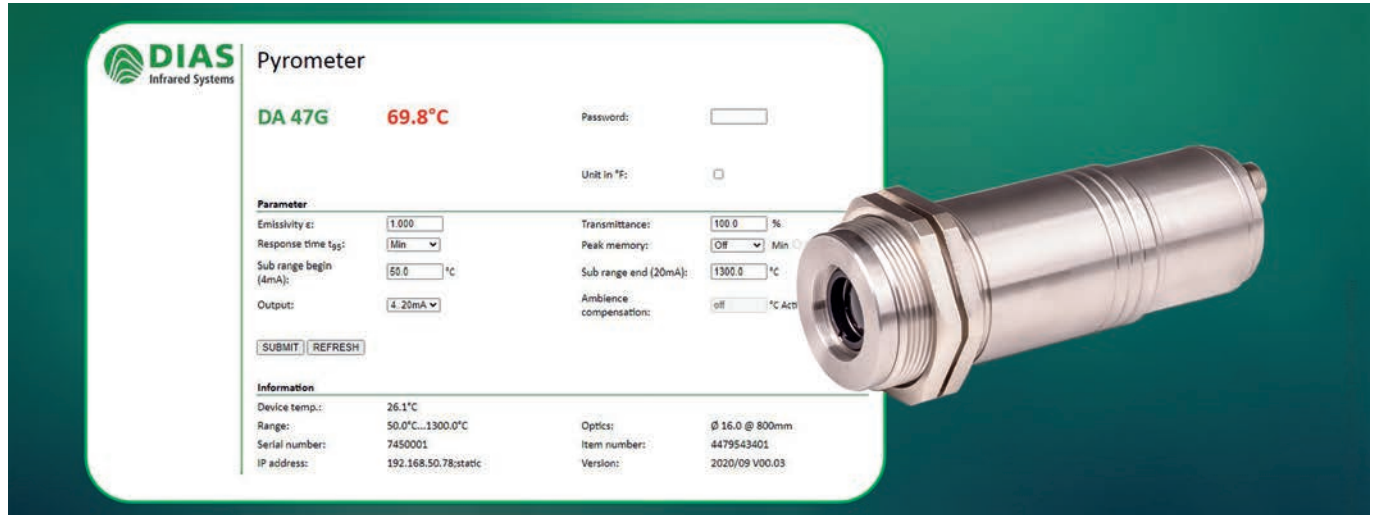 DIAS
Infrared Systems
Pyrometer
DA 47G 69.8°C Password:
Unit in °F:
Parameter
Emissivity ε: 1.000 Transmittance: 100.0 %
Response time t95: Min Peak memory: Off Min
Sub range begin (4mA): 50.0 °C Sub range end (20mA): 1300.0 °C
Output: 4..20mA Ambience compensation: off °C Acti
SUBMIT REFRESH
Information
Device temp.: 26.1°C
Range: 50.0°C...1300.0°C Optics: Ø 16.0 @ 800mm
Serial number: 7450001 Item number: 4479543401
IP address: 192.168.50.78;static Version: 2020/09 V00.03